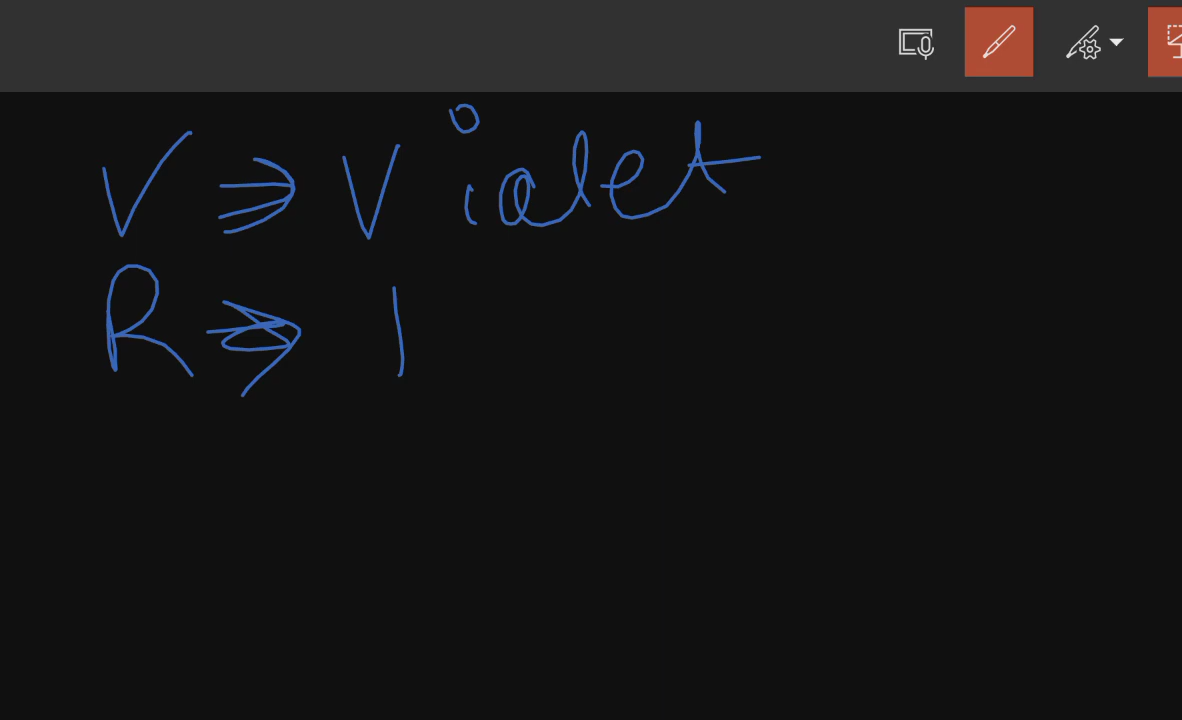 V ⇒ Violet
R ⇒ I